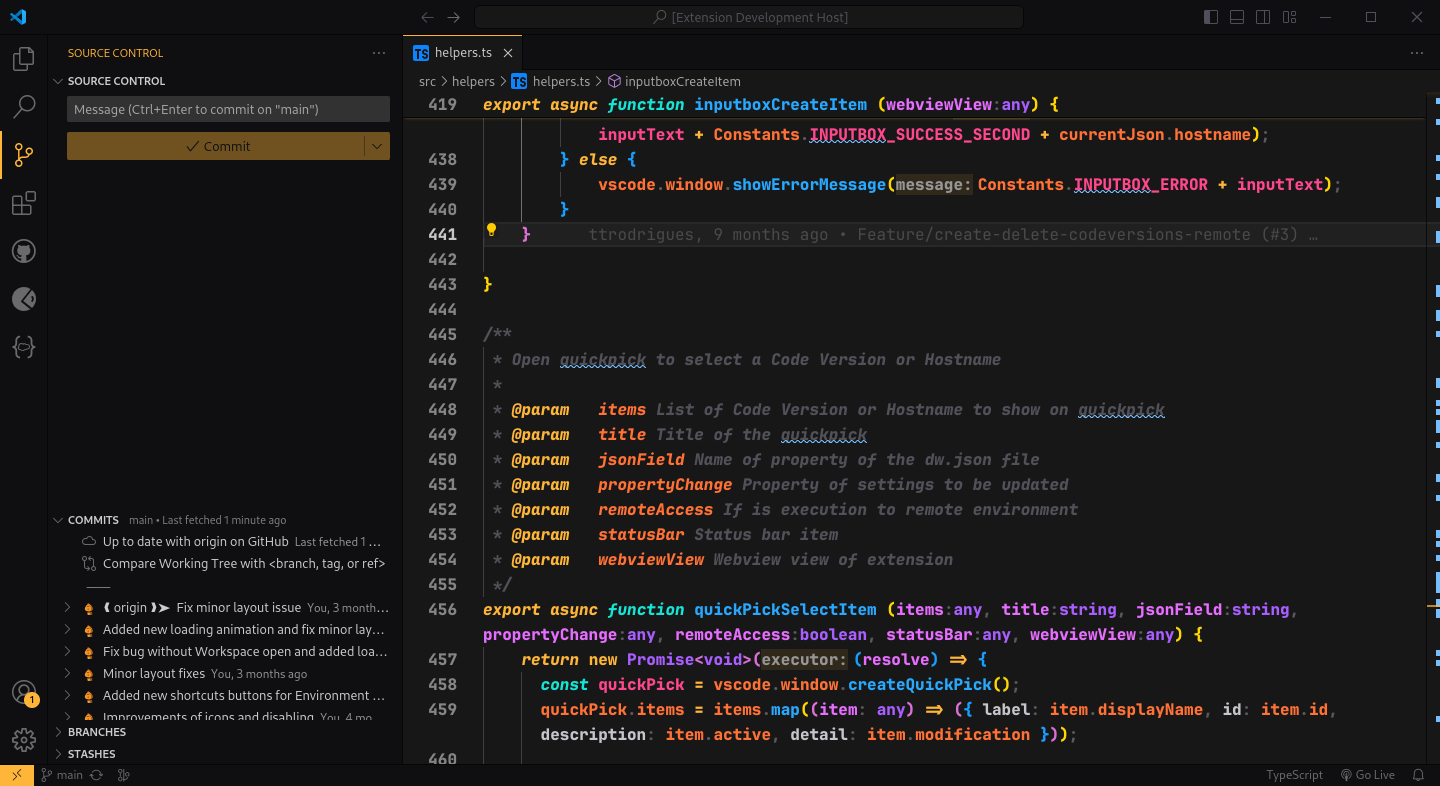 [Extension Development Host]
SOURCE CONTROL
SOURCE CONTROL
Message (Ctrl+Enter to commit on "main")
Commit
COMMITS main • Last fetched 1 minute ago
Up to date with origin on GitHub Last fetched 1 …
Compare Working Tree with <branch, tag, or ref>
origin Fix minor layout issue You, 3 month…
Added new loading animation and fix minor lay…
Fix bug without Workspace open and added loa…
Minor layout fixes You, 3 months ago
Added new shortcuts buttons for Environment …
Improvements of icons and disabling You, 4 mo
BRANCHES
STASHES
1
TS helpers.ts
src > helpers > TS helpers.ts > inputboxCreateItem
419 export async function inputboxCreateItem (webviewView:any) {
inputText + Constants.INPUTBOX_SUCCESS_SECOND + currentJson.hostname);
438 } else {
439 vscode.window.showErrorMessage(message: Constants.INPUTBOX_ERROR + inputText);
440 }
441 } ttrodrigues, 9 months ago • Feature/create-delete-codeversions-remote (#3) …
442
443 }
444
445 /**
446 * Open quickpick to select a Code Version or Hostname
447 *
448 * @param items List of Code Version or Hostname to show on quickpick
449 * @param title Title of the quickpick
450 * @param jsonField Name of property of the dw.json file
451 * @param propertyChange Property of settings to be updated
452 * @param remoteAccess If is execution to remote environment
453 * @param statusBar Status bar item
454 * @param webviewView Webview view of extension
455 */
456 export async function quickPickSelectItem (items:any, title:string, jsonField:string,
propertyChange:any, remoteAccess:boolean, statusBar:any, webviewView:any) {
457 return new Promise<void>(executor: (resolve) => {
458 const quickPick = vscode.window.createQuickPick();
459 quickPick.items = items.map((item: any) => ({ label: item.displayName, id: item.id,
description: item.active, detail: item.modification }));
460
main
TypeScript
Go Live